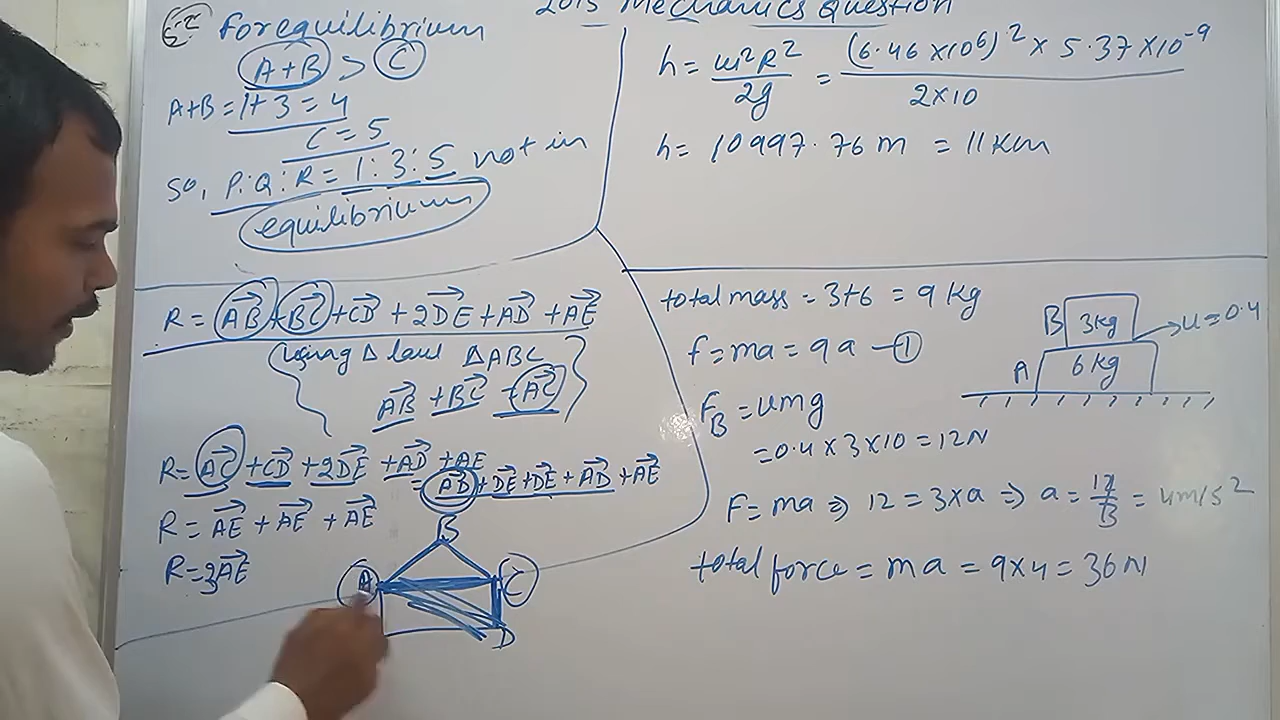 2015 Mechanics Question
For equilibrium
A+B > C
A+B = 1+3 = 4
C = 5
so, P:Q:R = 1:3:5 not in
equilibrium
h = ω²R²/2g = (6.46×10⁶)² × 5.37×10⁻⁹ / 2×10
h = 10997.76 m = 11 Km
R = AB + BC + CD + 2DE + AD + AE
using Δ law ΔABC
AB + BC = AC
R = AC + CD + 2DE + AD + AE
= AD + DE + DE + AD + AE
R = AE + AE + AE
R = 3AE
B
A
C
D
total mass = 3+6 = 9 kg
f = ma = 9a —①
F_B = umg
= 0.4×3×10 = 12N
F = ma ⇒ 12 = 3×a ⇒ a = 12/3 = 4m/s²
total force = ma = 9×4 = 36N
B 3kg u=0.4
A 6kg